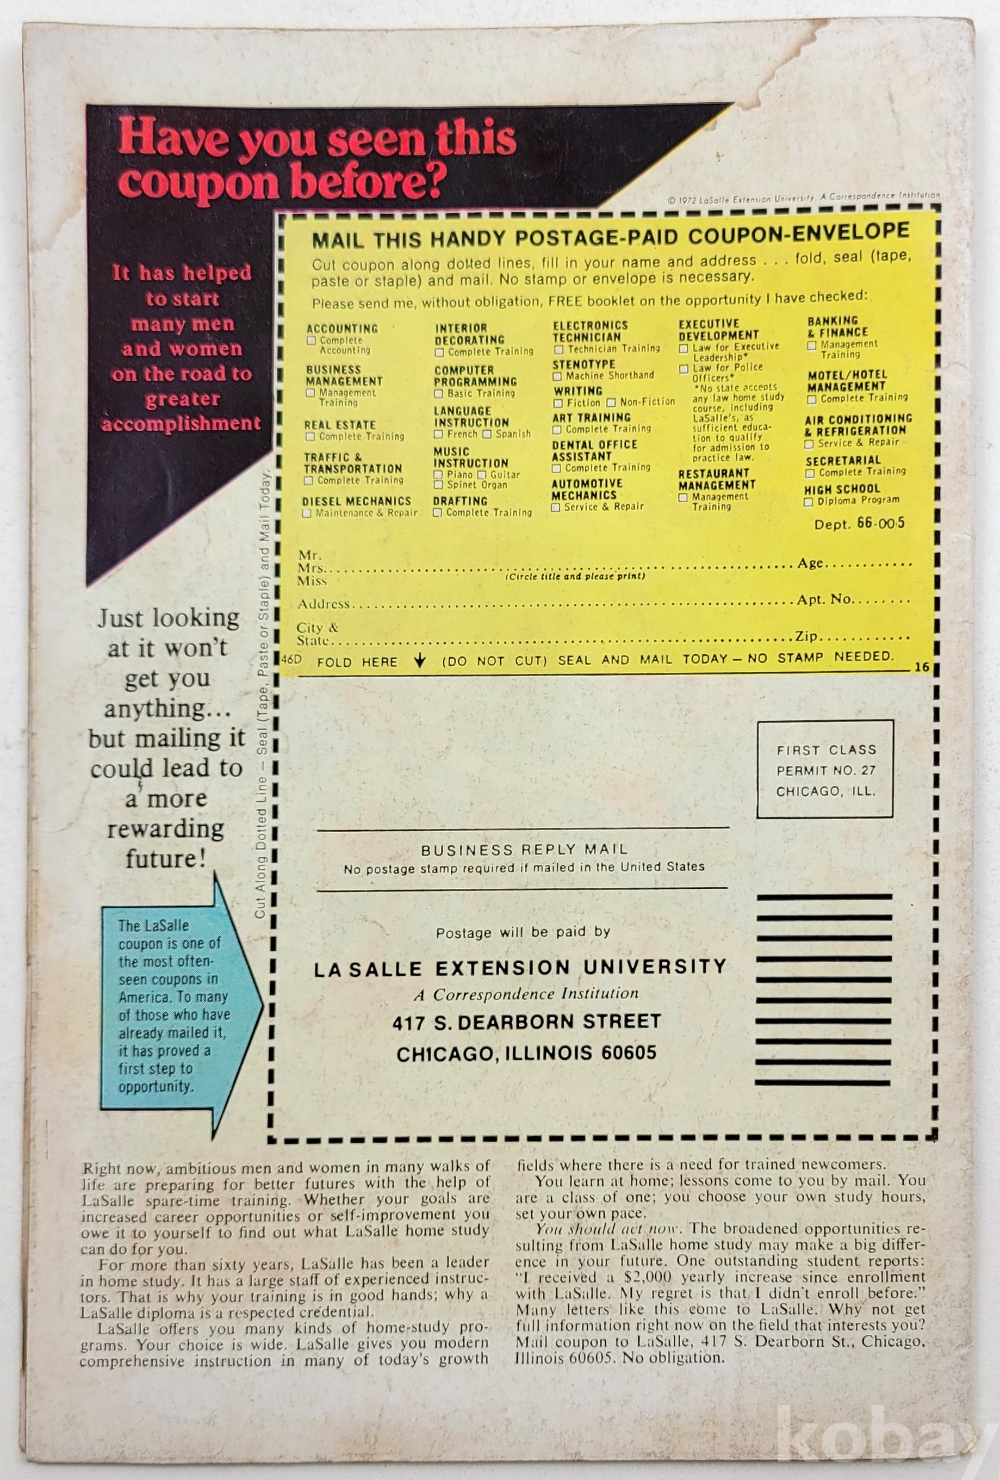 Have you seen this
coupon before?
© 1972 LaSalle Extension University. A Correspondence Institution
It has helped
to start
many men
and women
on the road to
greater
accomplishment
Just looking
at it won't
get you
anything...
but mailing it
could lead to
a more
rewarding
future!
The LaSalle
coupon is one of
the most often-
seen coupons in
America. To many
of those who have
already mailed it,
it has proved a
first step to
opportunity.
Cut Along Dotted Line — Seal (Tape, Paste or Staple) and Mail Today.
MAIL THIS HANDY POSTAGE-PAID COUPON-ENVELOPE
Cut coupon along dotted lines, fill in your name and address . . . fold, seal (tape,
paste or staple) and mail. No stamp or envelope is necessary.
Please send me, without obligation, FREE booklet on the opportunity I have checked:
ACCOUNTING
☐ Complete
Accounting
BUSINESS
MANAGEMENT
☐ Management
Training
REAL ESTATE
☐ Complete Training
TRAFFIC &
TRANSPORTATION
☐ Complete Training
DIESEL MECHANICS
☐ Maintenance & Repair
INTERIOR
DECORATING
☐ Complete Training
COMPUTER
PROGRAMMING
☐ Basic Training
LANGUAGE
INSTRUCTION
☐ French ☐ Spanish
MUSIC
INSTRUCTION
☐ Piano ☐ Guitar
☐ Spinet Organ
DRAFTING
☐ Complete Training
ELECTRONICS
TECHNICIAN
☐ Technician Training
STENOTYPE
☐ Machine Shorthand
WRITING
☐ Fiction ☐ Non-Fiction
ART TRAINING
☐ Complete Training
DENTAL OFFICE
ASSISTANT
☐ Complete Training
AUTOMOTIVE
MECHANICS
☐ Service & Repair
EXECUTIVE
DEVELOPMENT
☐ Law for Executive
Leadership*
☐ Law for Police
Officers*
*No state accepts
any law home study
course, including
LaSalle's, as
sufficient educa-
tion to qualify
for admission to
practice law.
RESTAURANT
MANAGEMENT
☐ Management
Training
BANKING
& FINANCE
☐ Management
Training
MOTEL/HOTEL
MANAGEMENT
☐ Complete Training
AIR CONDITIONING
& REFRIGERATION
☐ Service & Repair
SECRETARIAL
☐ Complete Training
HIGH SCHOOL
☐ Diploma Program
Dept. 66-005
Mr.
Mrs. Age
Miss (Circle title and please print)
Address Apt. No.
City &
State Zip
46D FOLD HERE ↓ (DO NOT CUT) SEAL AND MAIL TODAY — NO STAMP NEEDED.
16
FIRST CLASS
PERMIT NO. 27
CHICAGO, ILL.
BUSINESS REPLY MAIL
No postage stamp required if mailed in the United States
Postage will be paid by
LA SALLE EXTENSION UNIVERSITY
A Correspondence Institution
417 S. DEARBORN STREET
CHICAGO, ILLINOIS 60605
Right now, ambitious men and women in many walks of
life are preparing for better futures with the help of
LaSalle spare-time training. Whether your goals are
increased career opportunities or self-improvement you
owe it to yourself to find out what LaSalle home study
can do for you.
For more than sixty years, LaSalle has been a leader
in home study. It has a large staff of experienced instruc-
tors. That is why your training is in good hands; why a
LaSalle diploma is a respected credential.
LaSalle offers you many kinds of home-study pro-
grams. Your choice is wide. LaSalle gives you modern
comprehensive instruction in many of today's growth
fields where there is a need for trained newcomers.
You learn at home; lessons come to you by mail. You
are a class of one; you choose your own study hours,
set your own pace.
You should act now. The broadened opportunities re-
sulting from LaSalle home study may make a big differ-
ence in your future. One outstanding student reports:
"I received a $2,000 yearly increase since enrollment
with LaSalle. My regret is that I didn't enroll before."
Many letters like this come to LaSalle. Why not get
full information right now on the field that interests you?
Mail coupon to LaSalle, 417 S. Dearborn St., Chicago,
Illinois 60605. No obligation.
kobay